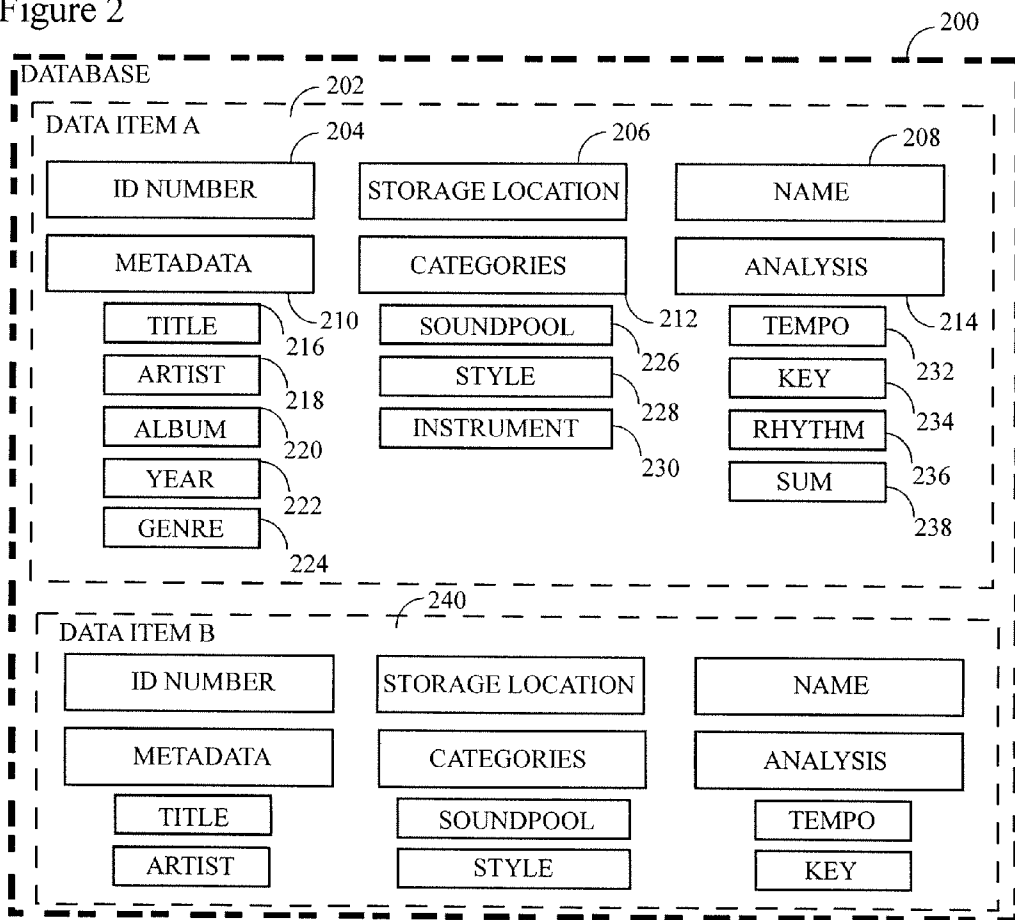 Figure 2
200
DATABASE
202
DATA ITEM A
204
206
208
ID NUMBER
STORAGE LOCATION
NAME
METADATA
CATEGORIES
ANALYSIS
210
212
214
TITLE
SOUNDPOOL
TEMPO
216
226
232
ARTIST
STYLE
KEY
218
228
234
ALBUM
INSTRUMENT
RHYTHM
220
230
236
YEAR
SUM
222
238
GENRE
224
240
DATA ITEM B
ID NUMBER
STORAGE LOCATION
NAME
METADATA
CATEGORIES
ANALYSIS
TITLE
SOUNDPOOL
TEMPO
ARTIST
STYLE
KEY